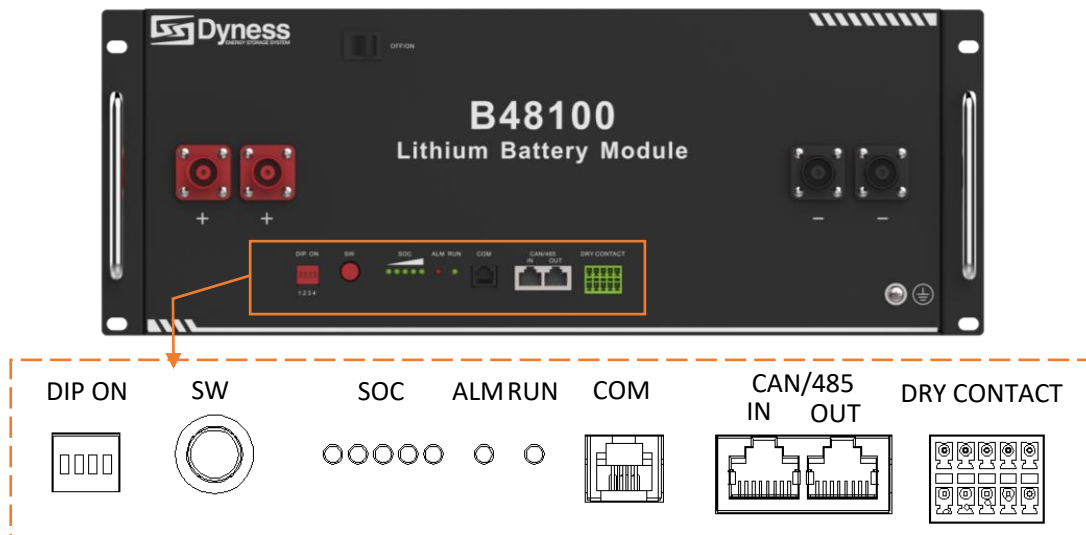 Dyness
ENERGY STORAGE SYSTEM
OFF/ON
B48100
Lithium Battery Module
+ +
− −
DIP ON SW SOC ALM RUN COM CAN/485 DRY CONTACT
IN OUT
1 2 3 4
DIP ON SW SOC ALM RUN COM CAN/485 DRY CONTACT
IN OUT